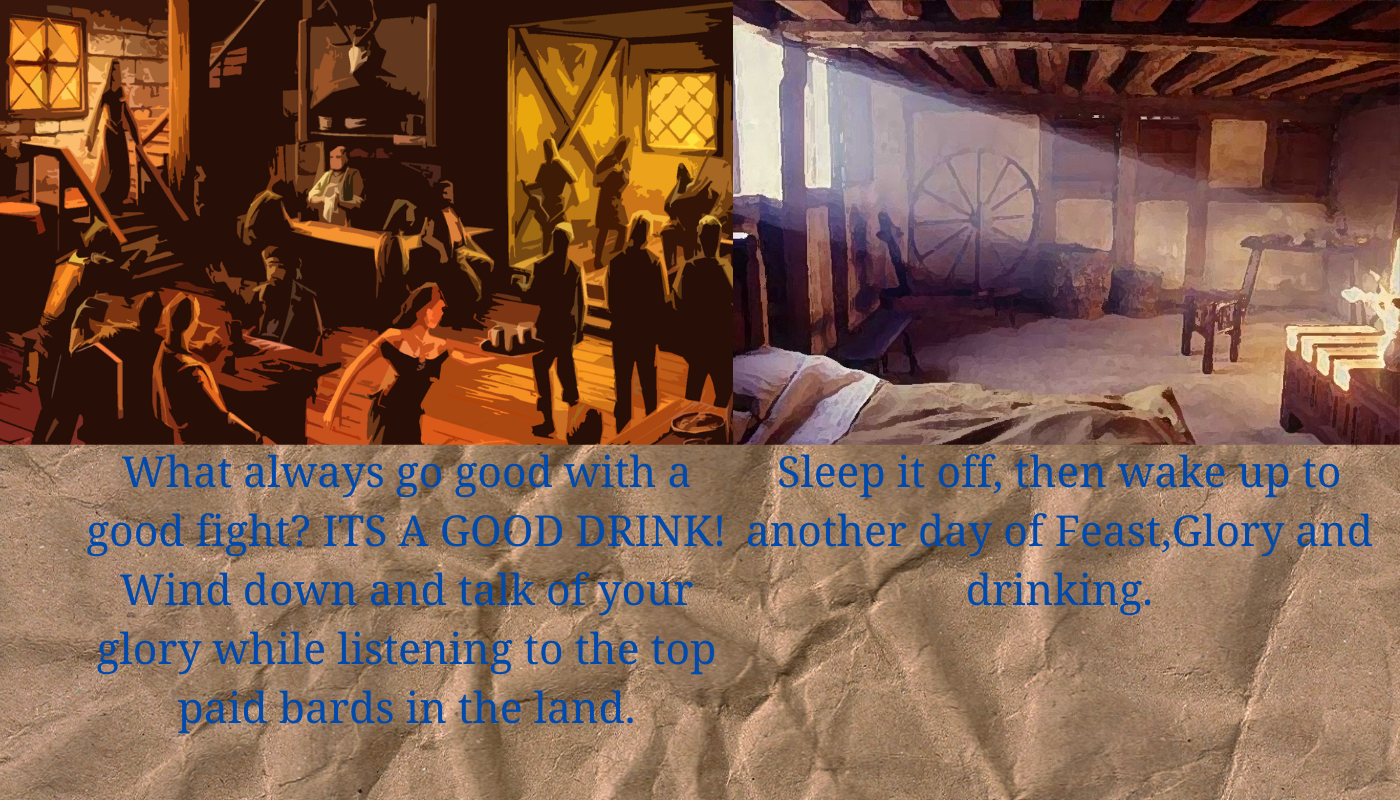 What always go good with a
good fight? ITS A GOOD DRINK!
Wind down and talk of your
glory while listening to the top
paid bards in the land.
Sleep it off, then wake up to
another day of Feast,Glory and
drinking.